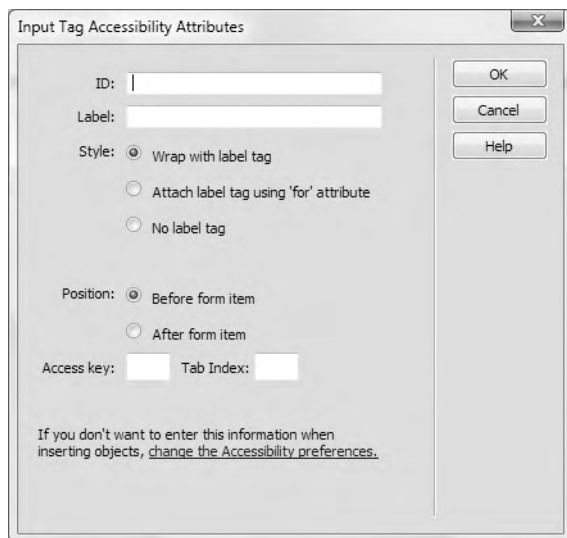 Input Tag Accessibility Attributes
ID:
OK
Label:
Cancel
Style: Wrap with label tag
Help
Attach label tag using 'for' attribute
No label tag
Position: Before form item
After form item
Access key: Tab Index:
If you don't want to enter this information when
inserting objects, change the Accessibility preferences.